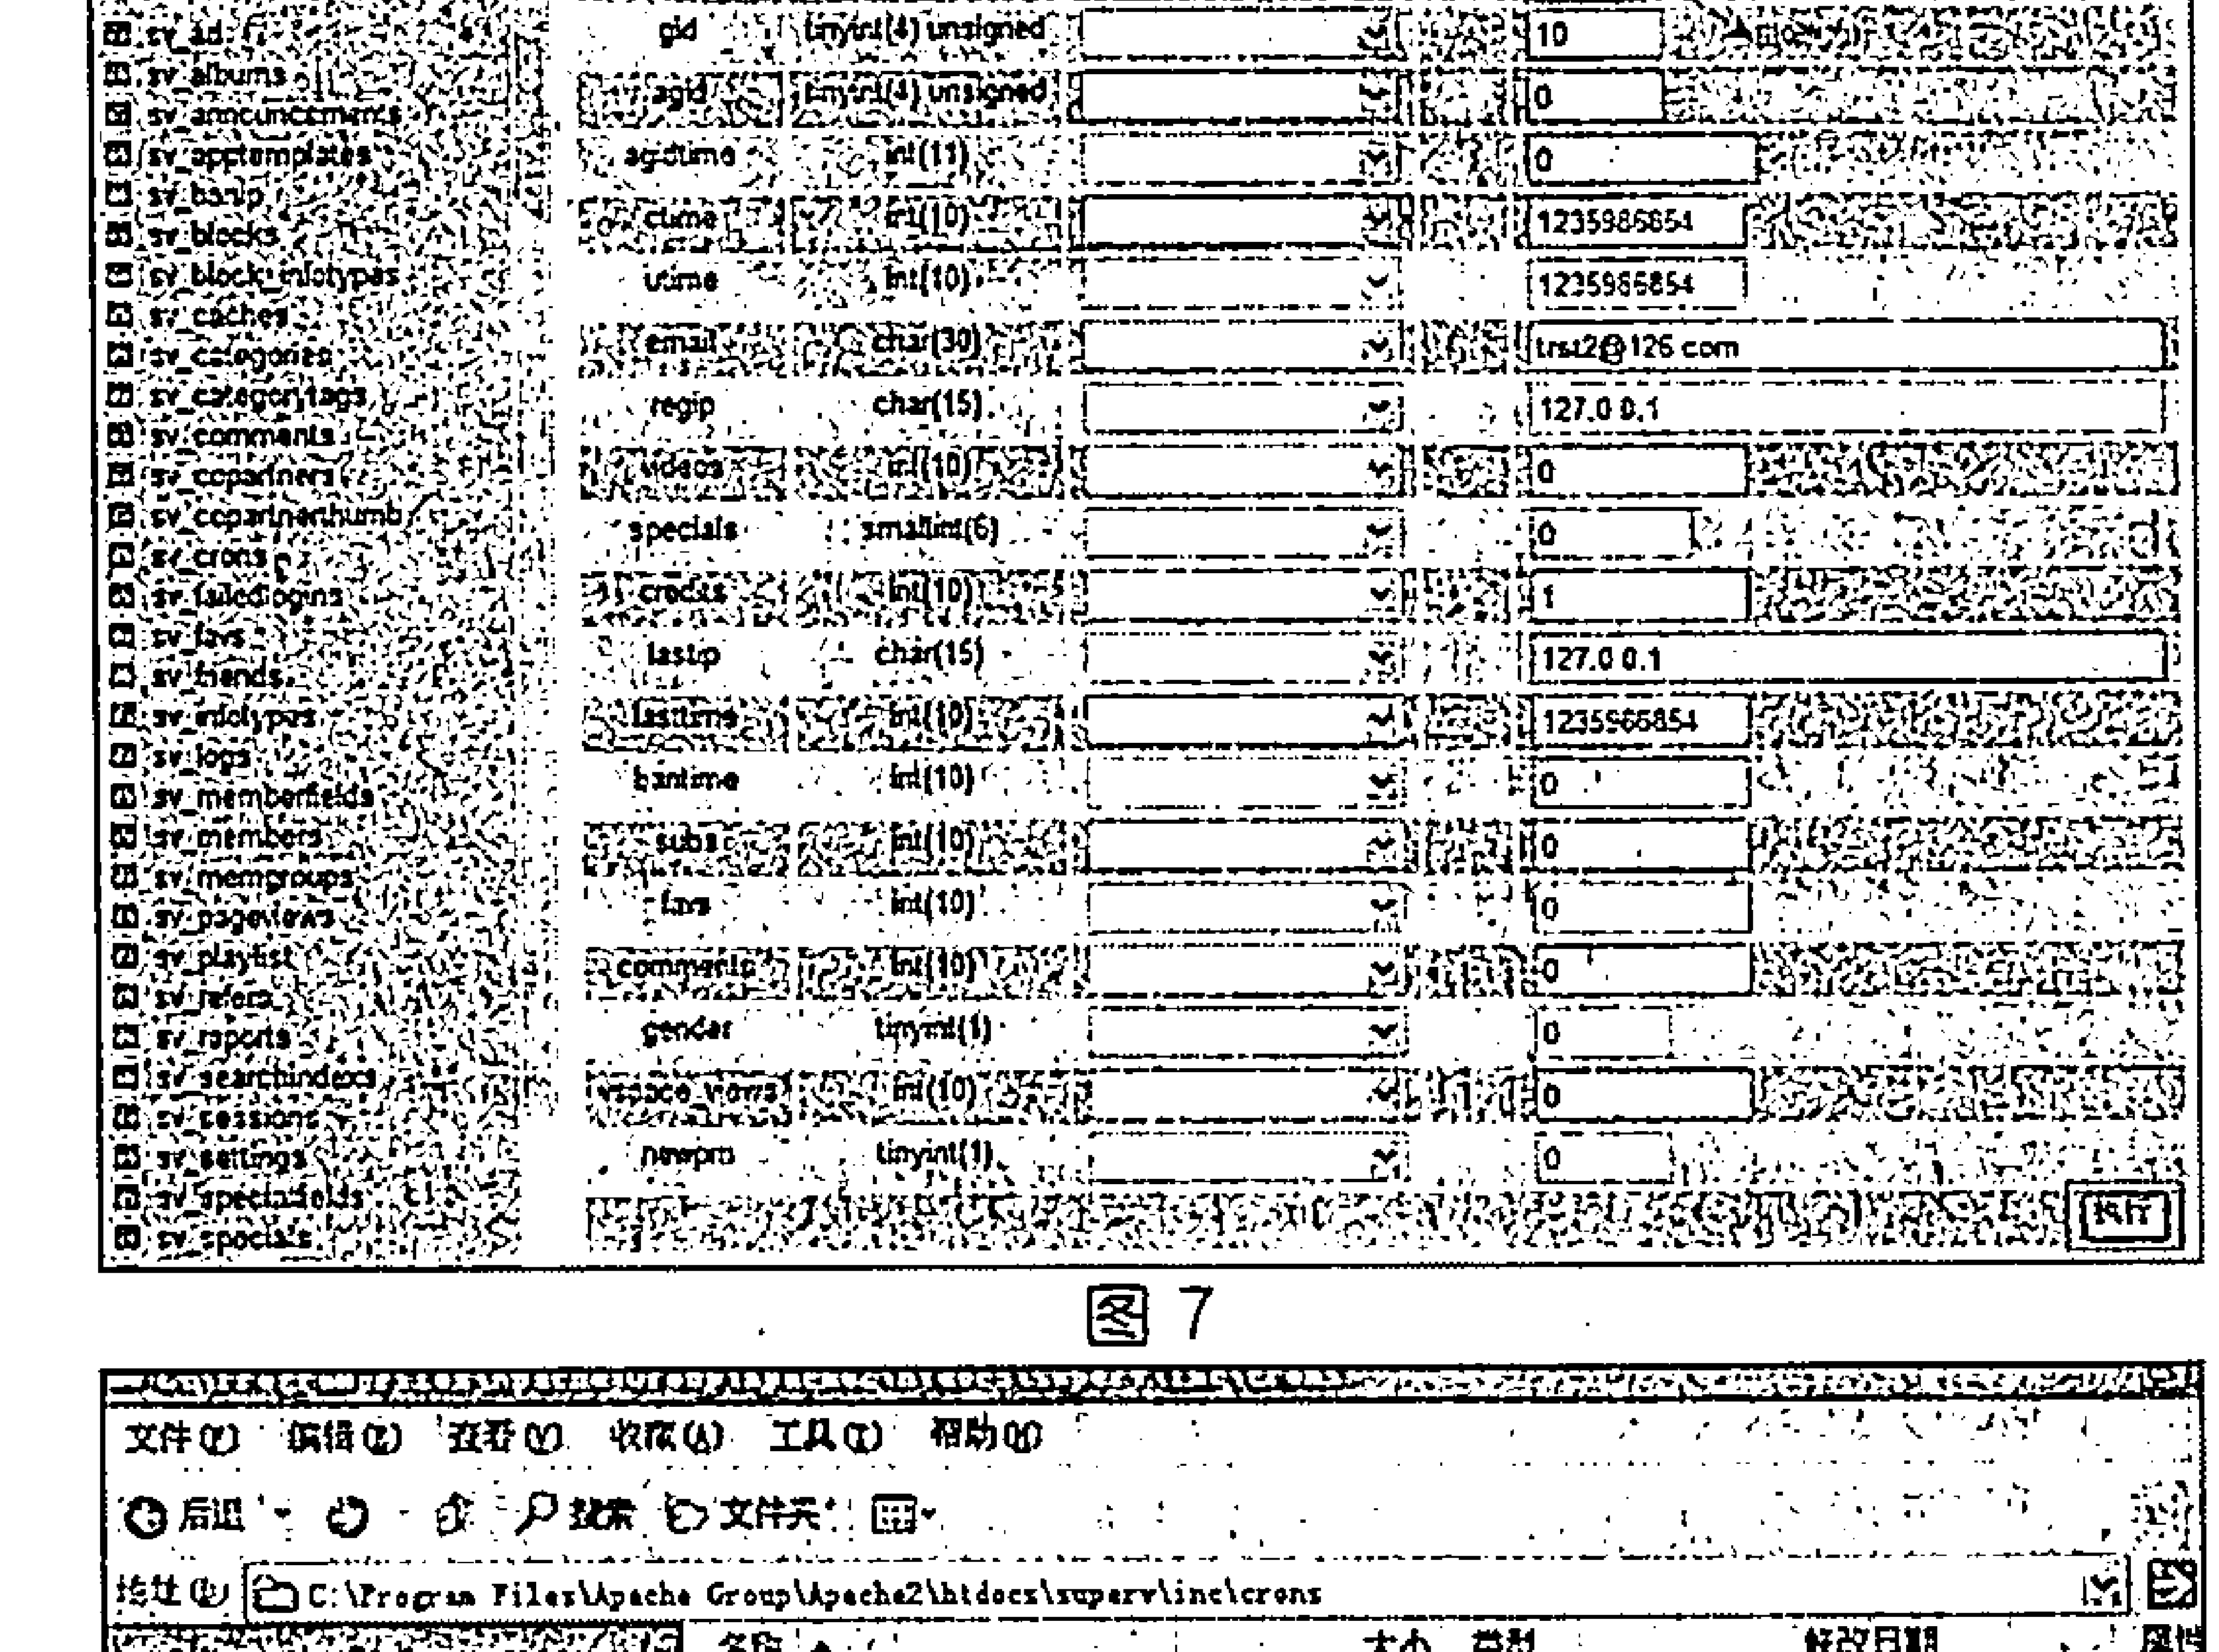 sv_ad
sv_albums
sv_announcements
sv_apptemplates
sv_banip
sv_blocks
sv_block_infotypes
sv_caches
sv_categories
sv_categorytags
sv_comments
sv_copartners
sv_copartnerthumb
sv_crons
sv_failedlogins
sv_favs
sv_friends
sv_infotypes
sv_logs
sv_memberfields
sv_members
sv_memgroups
sv_pageviews
sv_playlist
sv_refers
sv_reports
sv_searchindexs
sv_sessions
sv_settings
sv_specialfields
sv_specials
gid tinyint(4) unsigned 10
agid tinyint(4) unsigned 0
agidtime int(11) 0
ctime int(10)
utime int(10)
email char(30) trst2@126.com
regip char(15) 127.0.0.1
videos int(10) 0
specials smallint(6) 0
credits int(10) 1
lastip char(15) 127.0.0.1
lasttime int(10)
bantime int(10) 0
subs int(10) 0
favs int(10) 0
comments int(10) 0
gender tinyint(1) 0
vspace_views int(10) 0
newpm tinyint(1) 0
执行
图 7
文件(F) 编辑(E) 查看(V) 收藏(A) 工具(T) 帮助(H)
后退 搜索 文件夹
地址(D) C:\Program Files\Apache Group\Apache2\htdocs\superv\inc\crons
名称 大小 类型 修改日期 属性